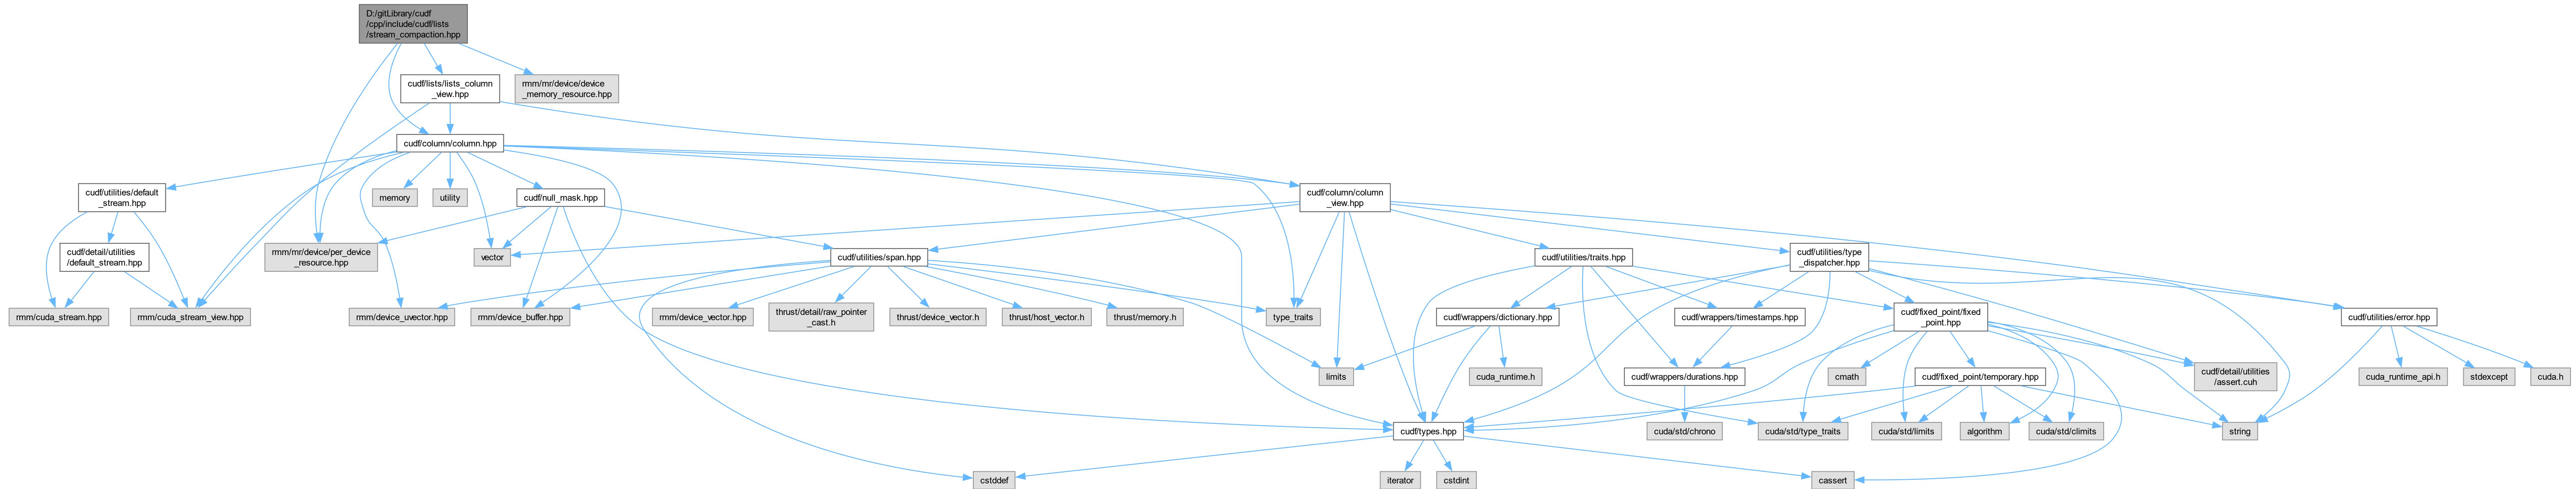 D:/gitLibrary/cudf
/cpp/include/cudf/lists
/stream_compaction.hpp
cudf/lists/lists_column
_view.hpp
rmm/mr/device/device
_memory_resource.hpp
cudf/column/column.hpp
cudf/utilities/default
_stream.hpp
memory
utility
cudf/null_mask.hpp
cudf/column/column
_view.hpp
cudf/detail/utilities
/default_stream.hpp
rmm/mr/device/per_device
_resource.hpp
vector
cudf/utilities/span.hpp
cudf/utilities/traits.hpp
cudf/utilities/type
_dispatcher.hpp
rmm/cuda_stream.hpp
rmm/cuda_stream_view.hpp
rmm/device_uvector.hpp
rmm/device_buffer.hpp
rmm/device_vector.hpp
thrust/detail/raw_pointer
_cast.h
thrust/device_vector.h
thrust/host_vector.h
thrust/memory.h
type_traits
cudf/wrappers/dictionary.hpp
cudf/wrappers/timestamps.hpp
cudf/fixed_point/fixed
_point.hpp
cudf/utilities/error.hpp
limits
cuda_runtime.h
cudf/wrappers/durations.hpp
cmath
cudf/fixed_point/temporary.hpp
cudf/detail/utilities
/assert.cuh
cuda_runtime_api.h
stdexcept
cuda.h
cudf/types.hpp
cuda/std/chrono
cuda/std/type_traits
cuda/std/limits
algorithm
cuda/std/climits
string
cstddef
iterator
cstdint
cassert